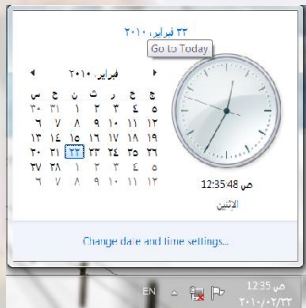 ٢٢ فبراير، ٢٠١٠
Go to Today
فبراير، ٢٠١٠
س ح ن ث ر خ ج
٣٠ ٣١ ١ ٢ ٣ ٤ ٥
٦ ٧ ٨ ٩ ١٠ ١١ ١٢
١٣ ١٤ ١٥ ١٦ ١٧ ١٨ ١٩
٢٠ ٢١ ٢٢ ٢٣ ٢٤ ٢٥ ٢٦
٢٧ ٢٨ ١ ٢ ٣ ٤ ٥
٦ ٧ ٨ ٩ ١٠ ١١ ١٢
12:35:48 ص
الإثنين
Change date and time settings...
EN
12:35 ص
٢٠١٠/٠٢/٢٢